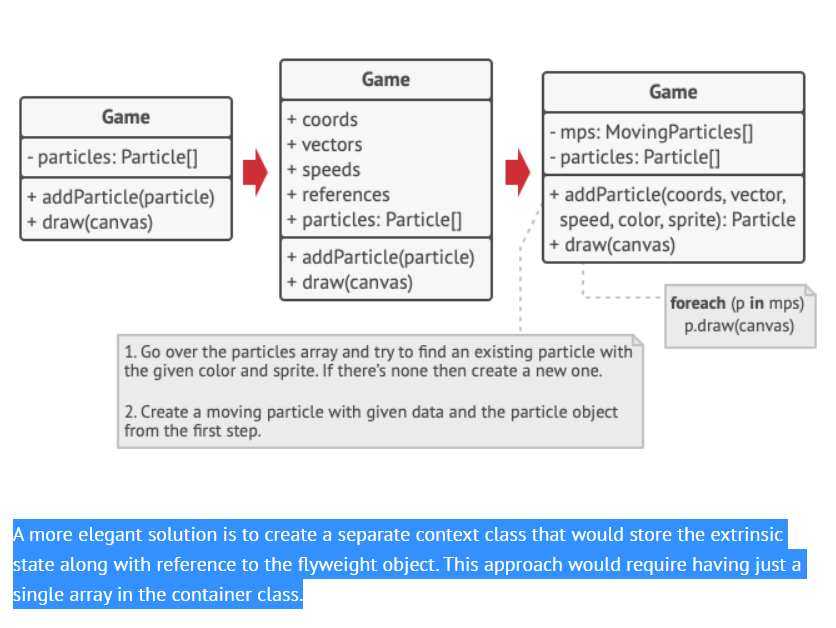 Game
- particles: Particle[]
+ addParticle(particle)
+ draw(canvas)
Game
+ coords
+ vectors
+ speeds
+ references
+ particles: Particle[]
+ addParticle(particle)
+ draw(canvas)
Game
- mps: MovingParticles[]
- particles: Particle[]
+ addParticle(coords, vector,
speed, color, sprite): Particle
+ draw(canvas)
foreach (p in mps)
p.draw(canvas)
1. Go over the particles array and try to find an existing particle with
the given color and sprite. If there's none then create a new one.
2. Create a moving particle with given data and the particle object
from the first step.
A more elegant solution is to create a separate context class that would store the extrinsic
state along with reference to the flyweight object. This approach would require having just a
single array in the container class.